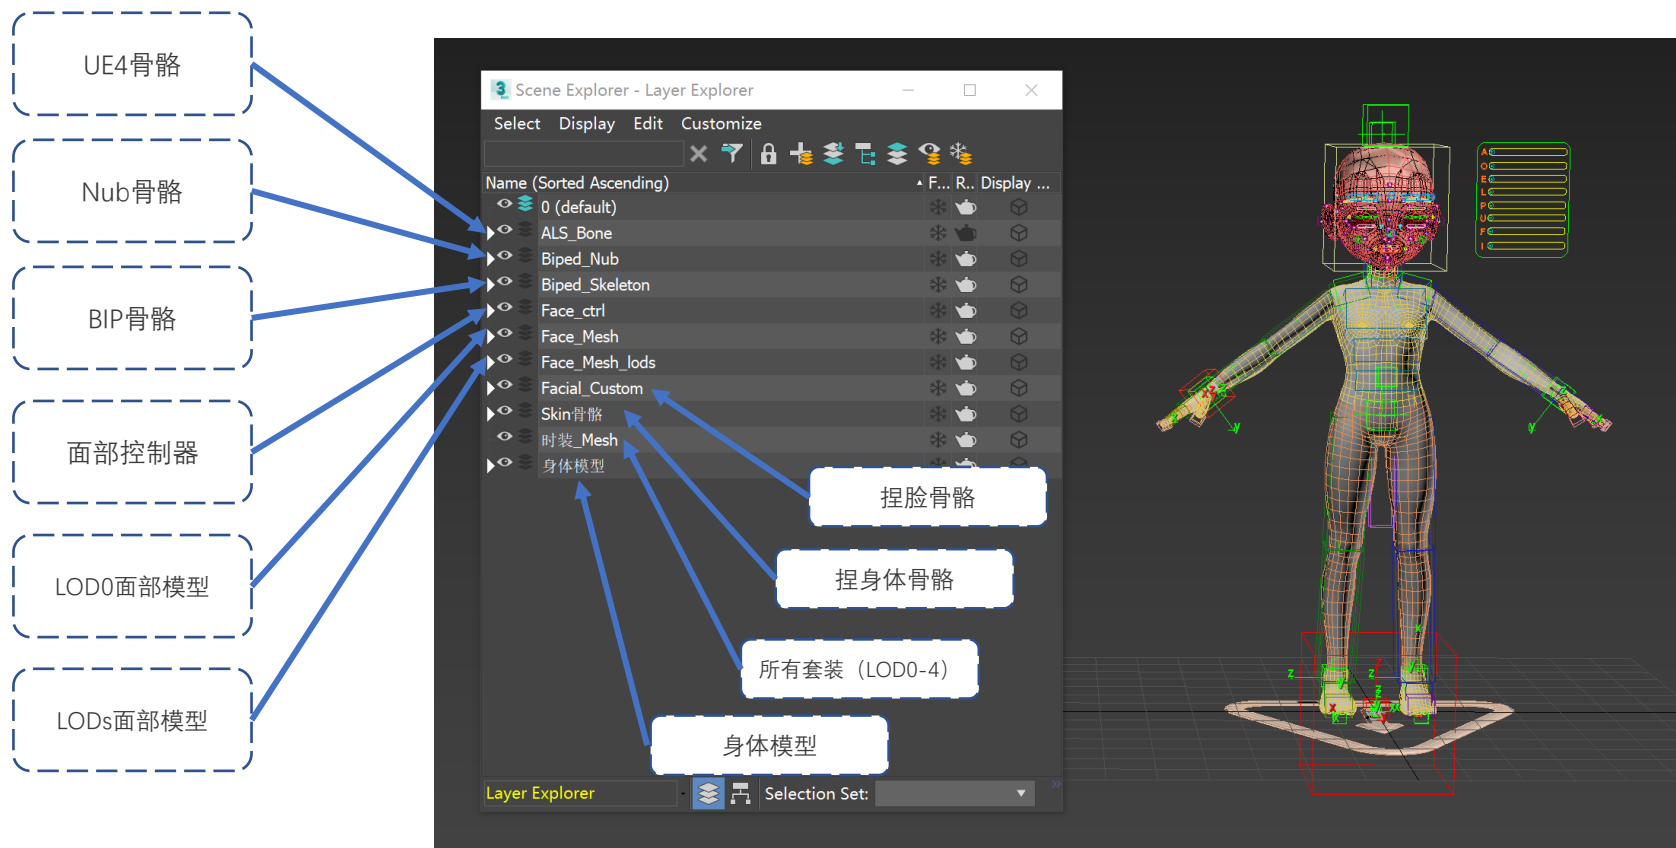 UE4骨骼
Nub骨骼
BIP骨骼
面部控制器
LOD0面部模型
LODs面部模型
Scene Explorer - Layer Explorer
Select Display Edit Customize
Name (Sorted Ascending) F... R.. Display ...
0 (default)
ALS_Bone
Biped_Nub
Biped_Skeleton
Face_ctrl
Face_Mesh
Face_Mesh_lods
Facial_Custom
Skin骨骼
时装_Mesh
身体模型
捏脸骨骼
捏身体骨骼
所有套装（LOD0-4）
身体模型
Layer Explorer
Selection Set:
A
O
E
L
P
U
F
I